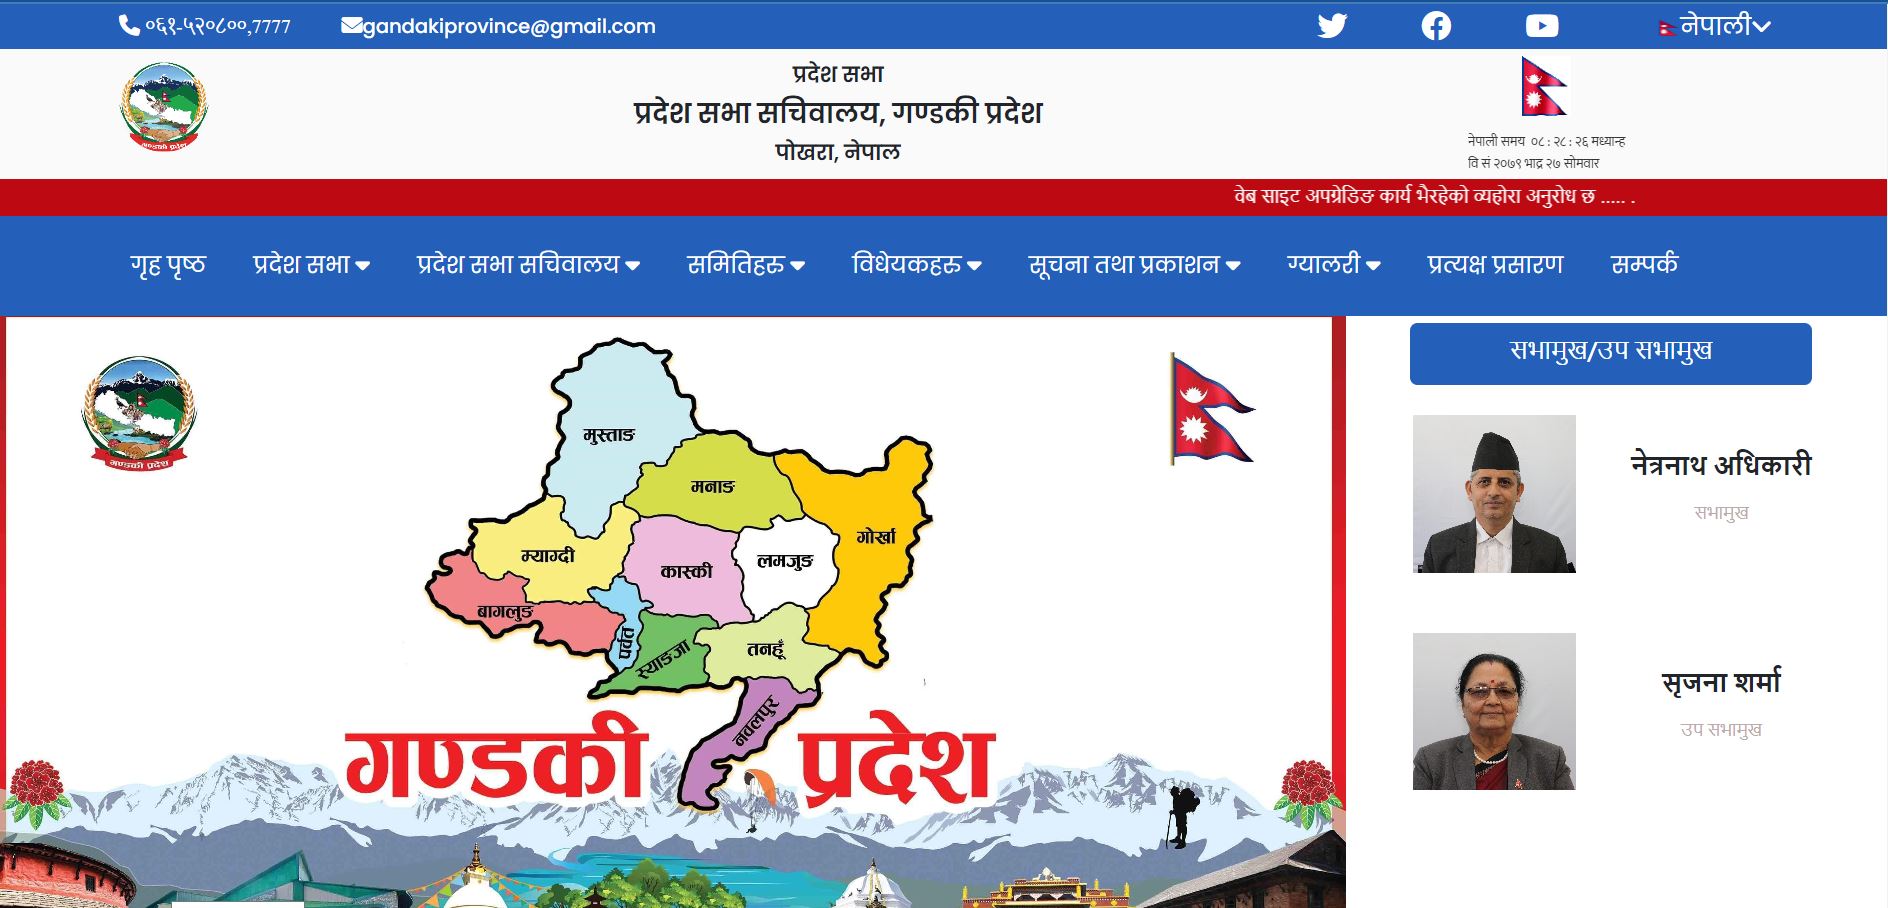 ०६१-५२०८००,7777
gandakiprovince@gmail.com
नेपाली
गण्डकी प्रदेश
प्रदेश सभा
प्रदेश सभा सचिवालय, गण्डकी प्रदेश
पोखरा, नेपाल
नेपाली समय ०८ : २८ : २६ मध्यान्ह
वि सं २०७९ भाद्र २७ सोमवार
वेब साइट अपग्रेडिङ कार्य भैरहेको व्यहोरा अनुरोध छ ..... .
गृह पृष्ठ
प्रदेश सभा
प्रदेश सभा सचिवालय
समितिहरु
विधेयकहरु
सूचना तथा प्रकाशन
ग्यालरी
प्रत्यक्ष प्रसारण
सम्पर्क
गण्डकी प्रदेश
मुस्ताङ
मनाङ
गोर्खा
म्याग्दी
कास्की
लमजुङ
बागलुङ
पर्वत
स्याङजा
तनहूँ
नवलपुर
गण्डकी प्रदेश
सभामुख/उप सभामुख
नेत्रनाथ अधिकारी
सभामुख
सृजना शर्मा
उप सभामुख